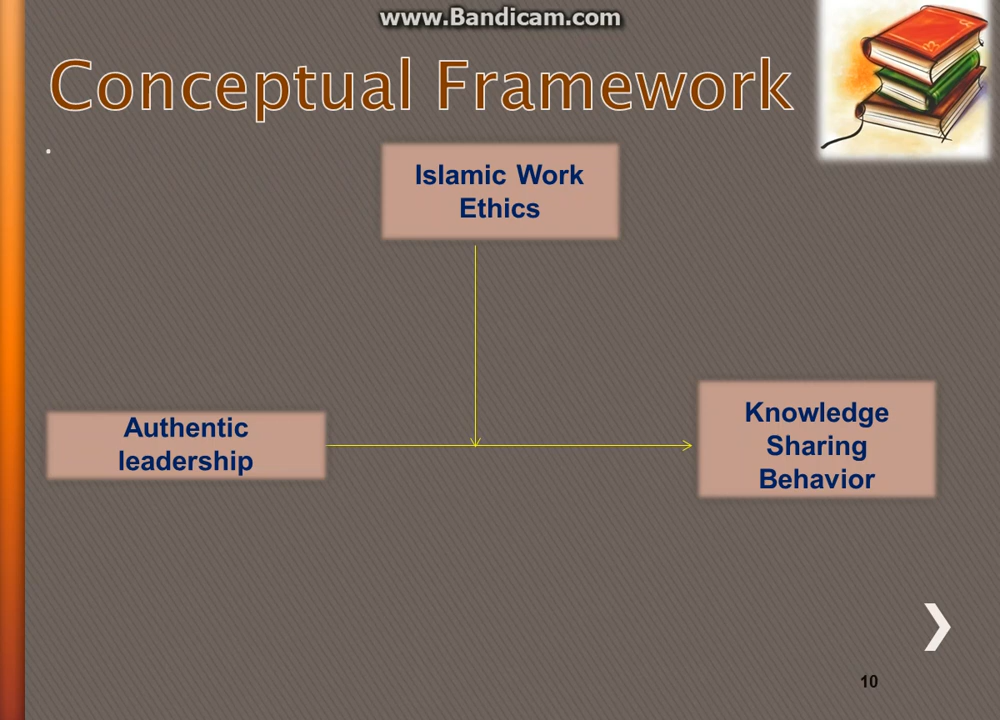 www.Bandicam.com
Conceptual Framework
Islamic Work
Ethics
Authentic
leadership
Knowledge
Sharing
Behavior
10